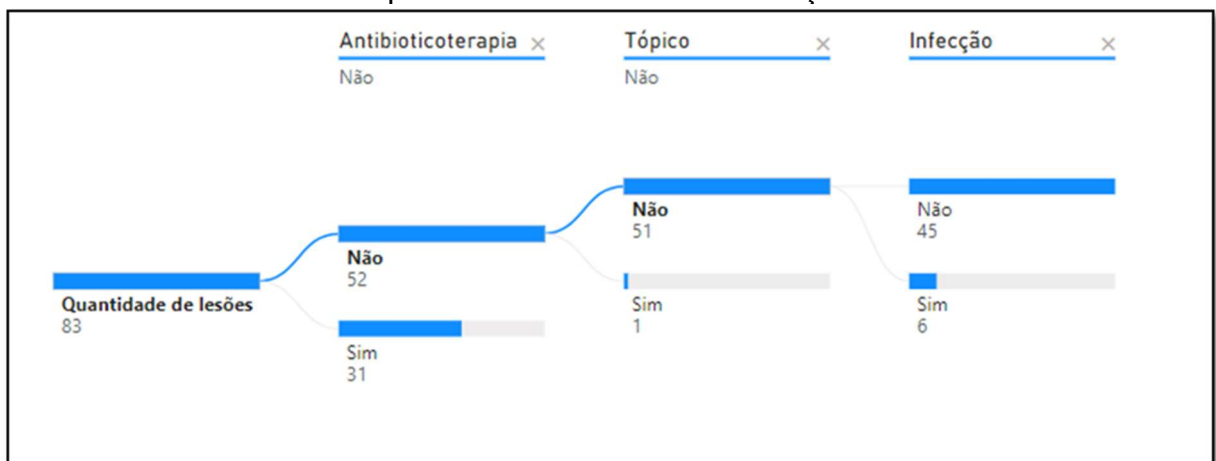 Antibioticoterapia ×
Tópico ×
Infecção ×
Não
Não
Não
51
Não
45
Não
52
Quantidade de lesões
83
Sim
1
Sim
6
Sim
31